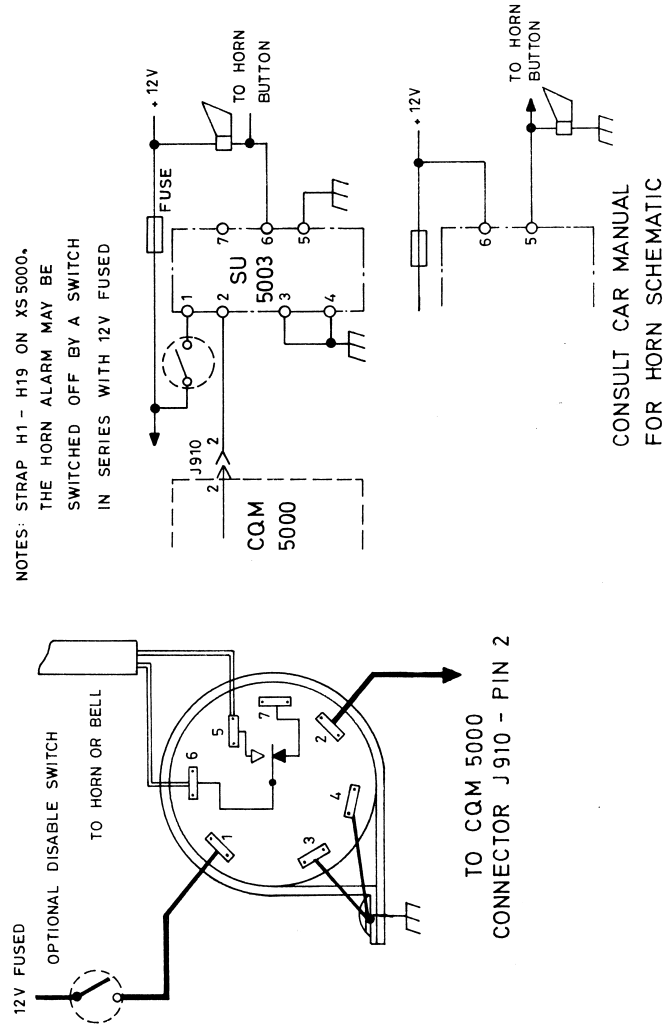 NOTES: STRAP H1 - H19 ON XS5000.
THE HORN ALARM MAY BE
SWITCHED OFF BY A SWITCH
IN SERIES WITH 12V FUSED
12V FUSED
OPTIONAL DISABLE SWITCH
TO HORN OR BELL
1
6
5
7
3
4
2
TO CQM 5000
CONNECTOR J910 - PIN 2
+ 12V
FUSE
TO HORN
BUTTON
1
2
3
4
SU
5003
7
6
5
J910
2
2
CQM
5000
+ 12V
TO HORN
BUTTON
6
5
CONSULT CAR MANUAL
FOR HORN SCHEMATIC